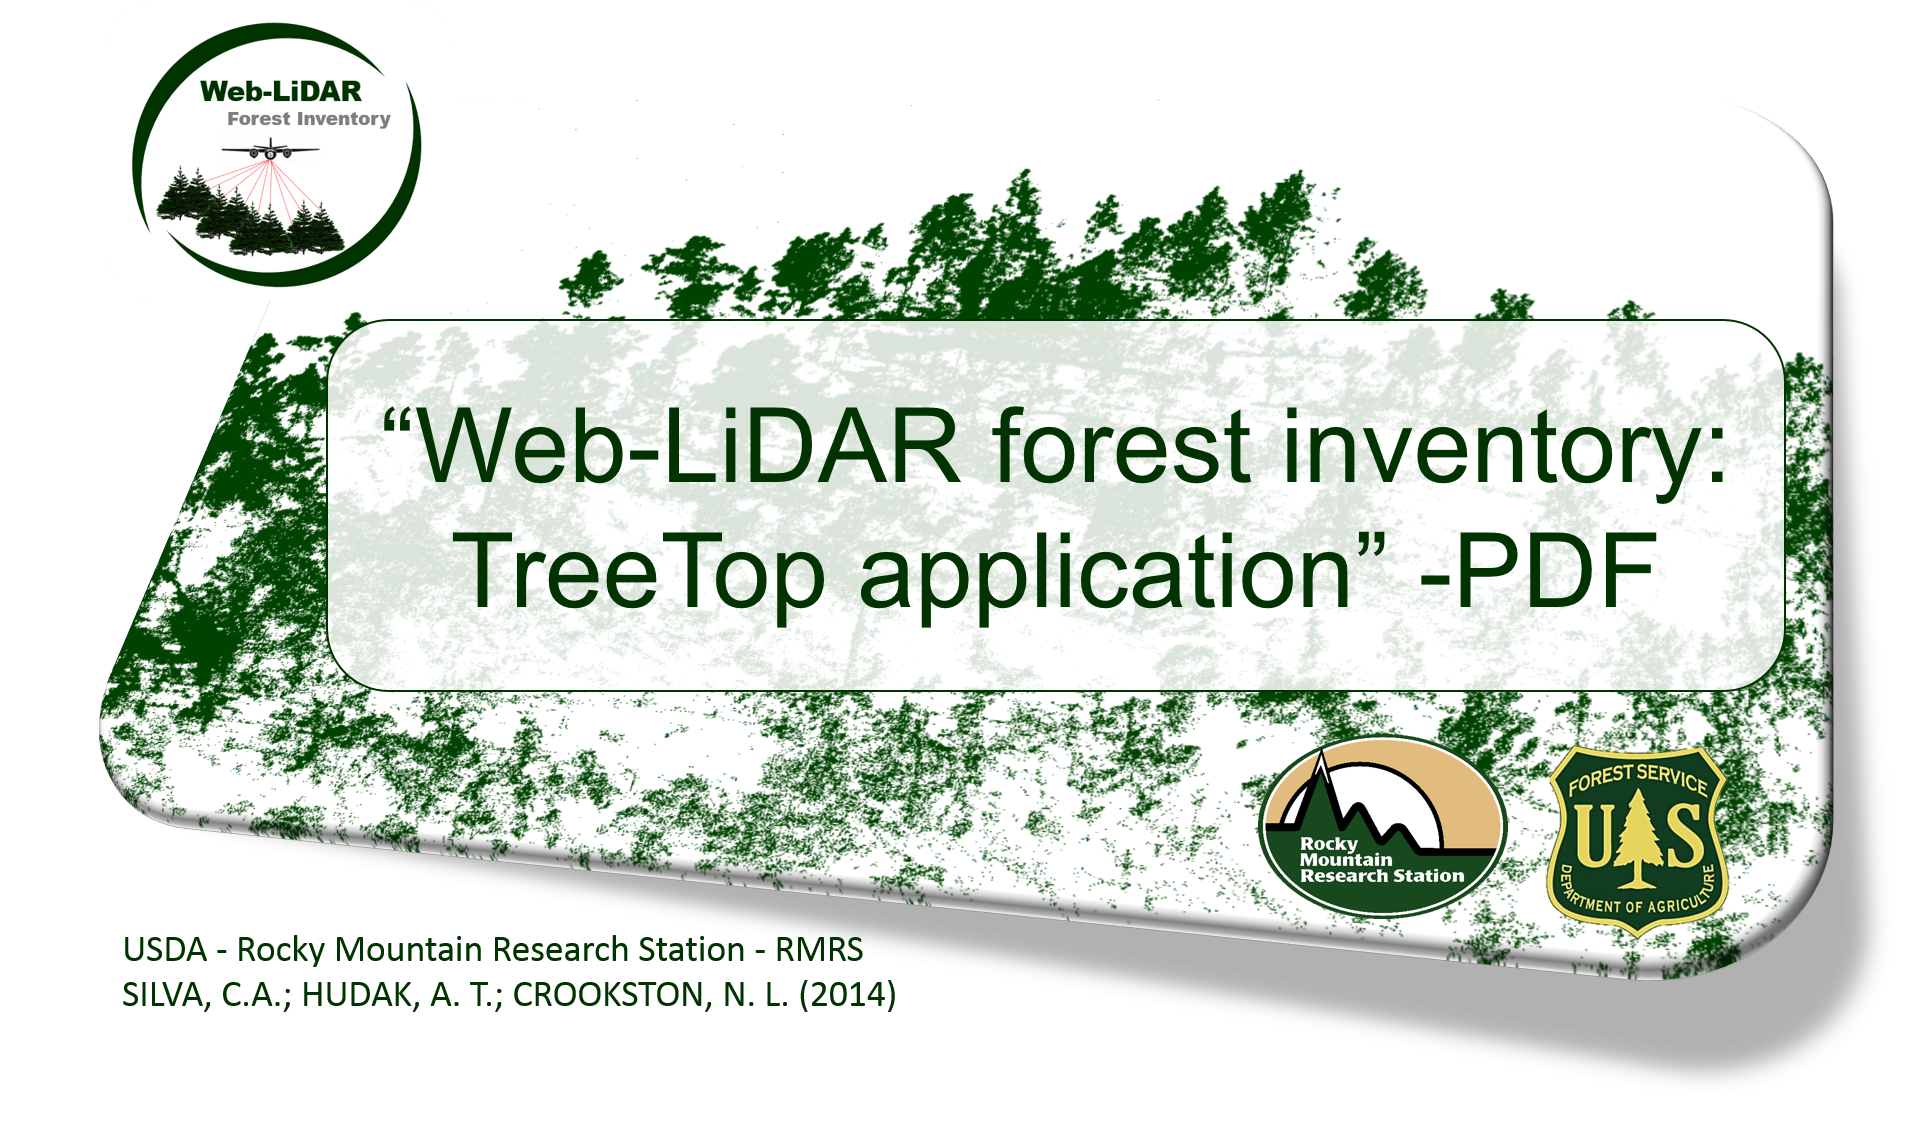 Web-LiDAR
Forest Inventory
“Web-LiDAR forest inventory:
TreeTop application” -PDF
Rocky
Mountain
Research Station
FOREST SERVICE
U S
DEPARTMENT OF AGRICULTURE
USDA - Rocky Mountain Research Station - RMRS
SILVA, C.A.; HUDAK, A. T.; CROOKSTON, N. L. (2014)